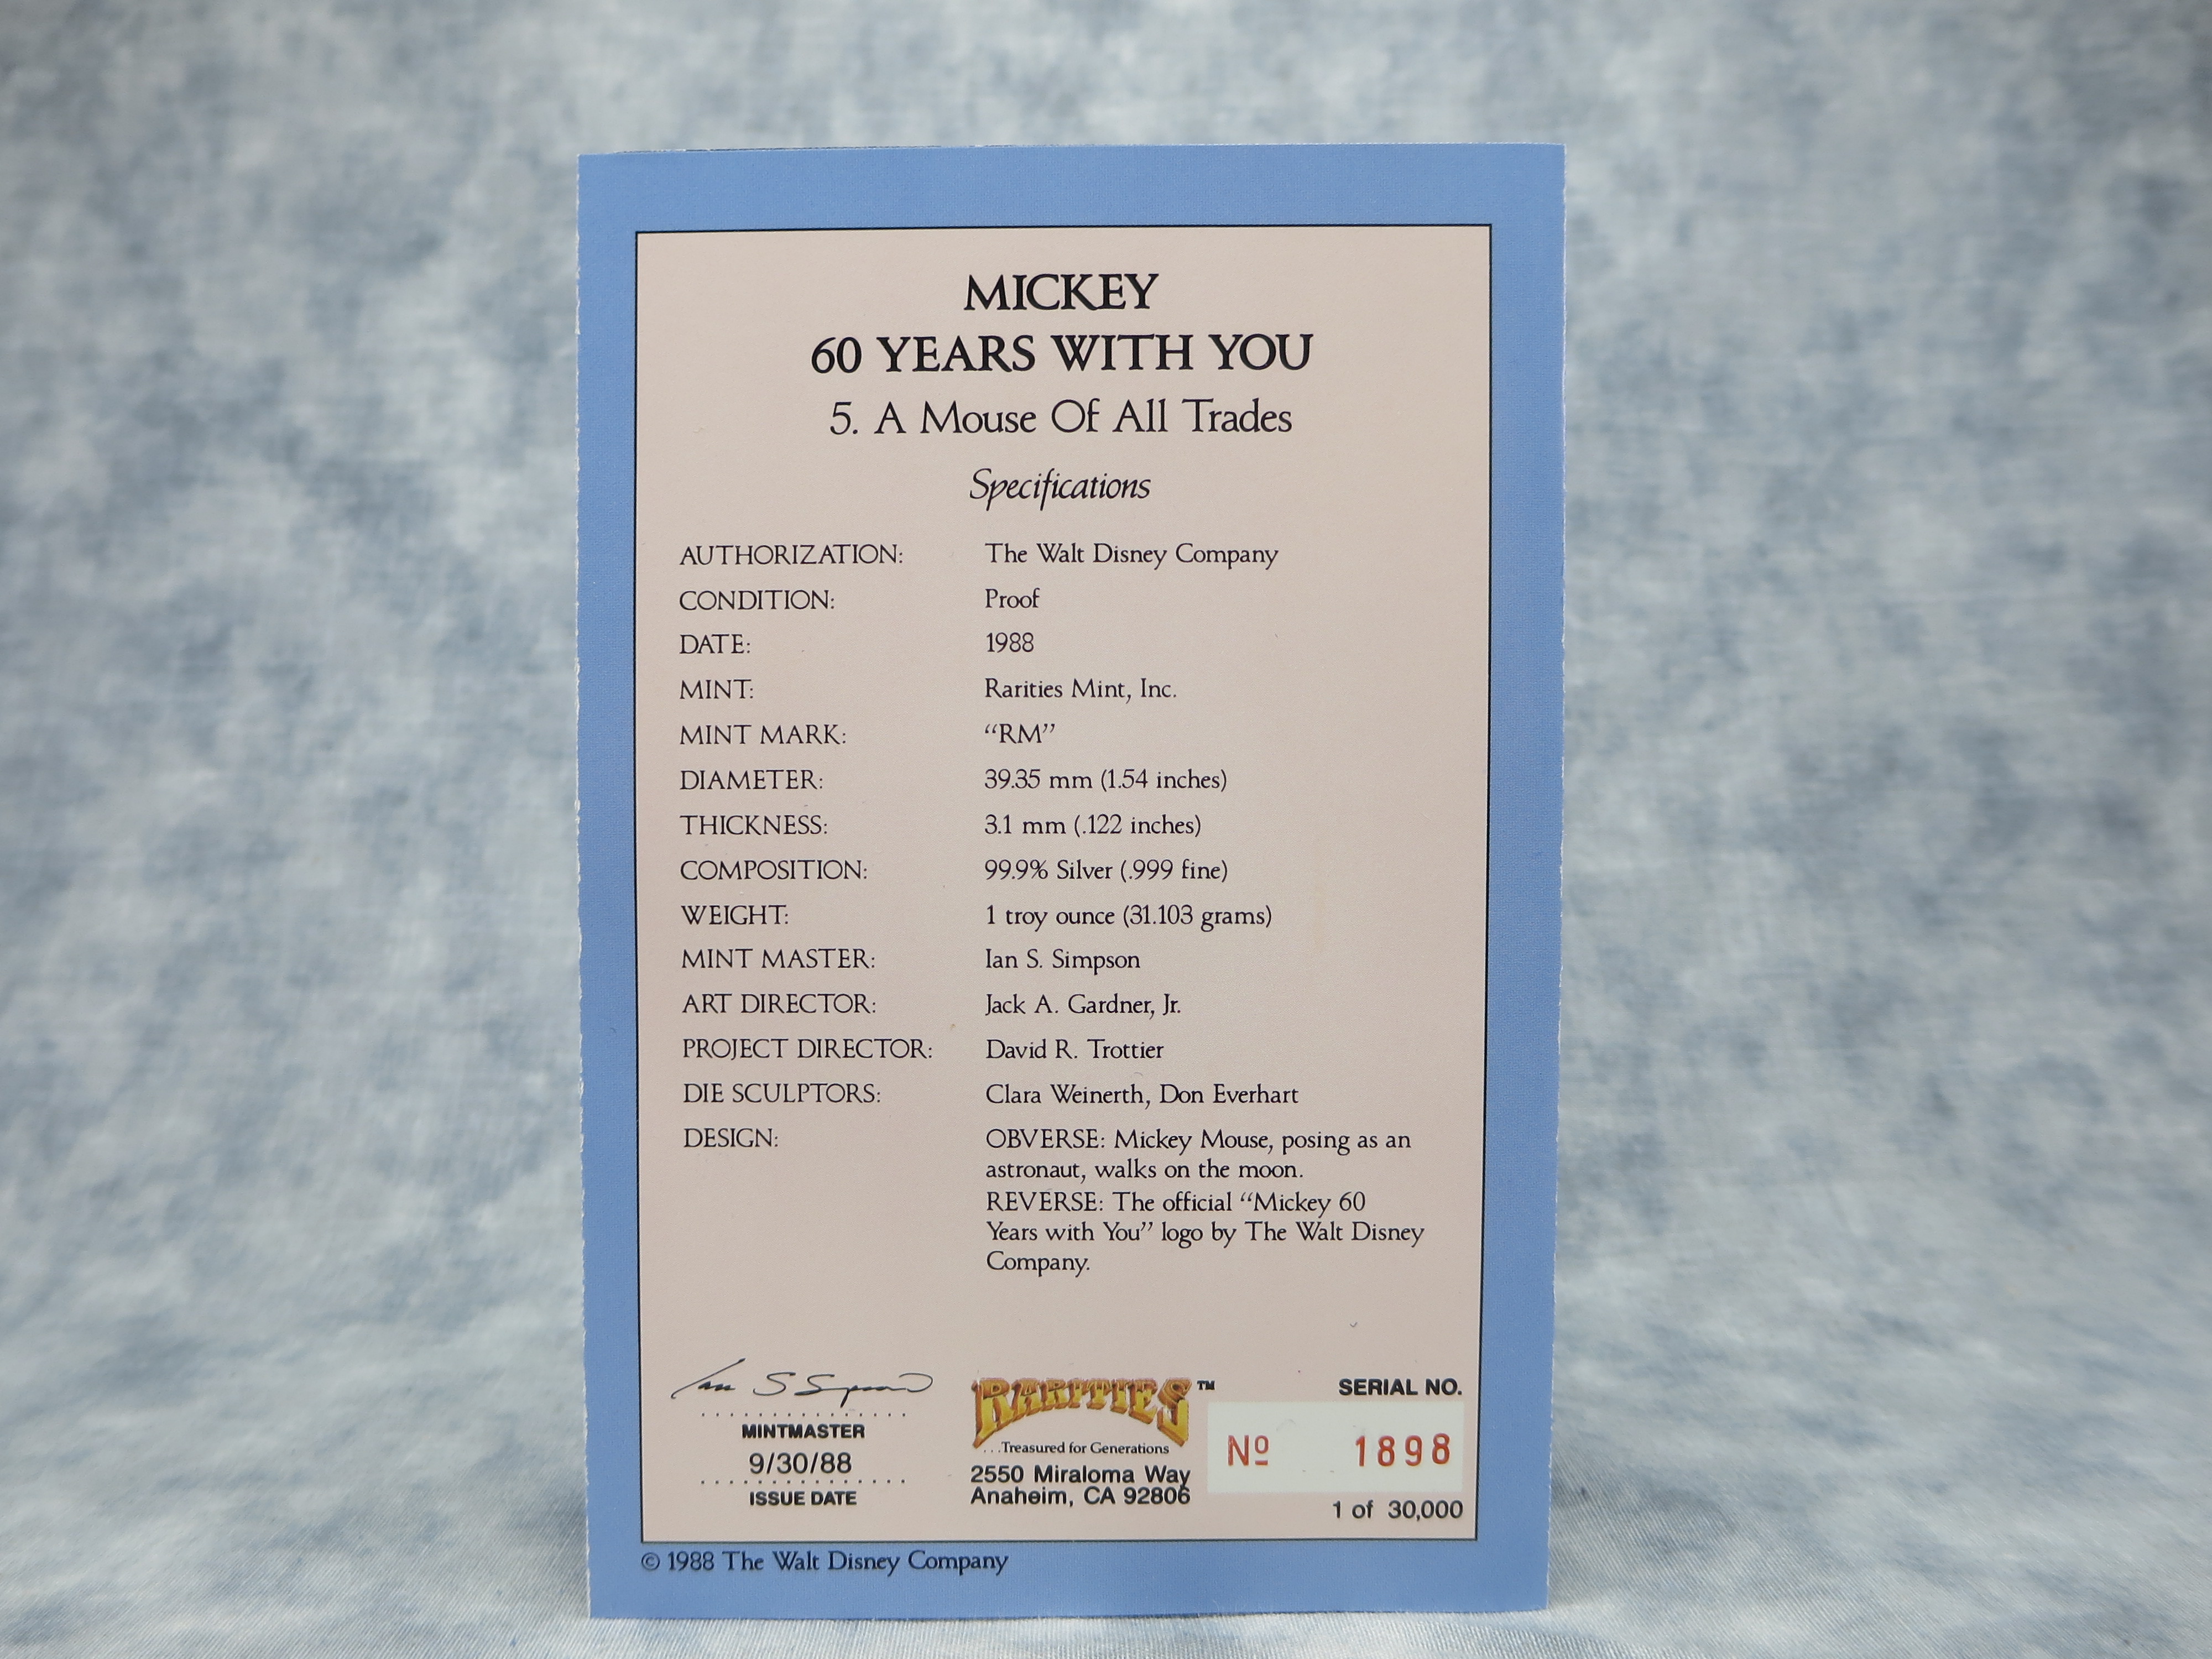 MICKEY
60 YEARS WITH YOU
5. A Mouse Of All Trades
Specifications
AUTHORIZATION: The Walt Disney Company
CONDITION: Proof
DATE: 1988
MINT: Rarities Mint, Inc.
MINT MARK: “RM”
DIAMETER: 39.35 mm (1.54 inches)
THICKNESS: 3.1 mm (.122 inches)
COMPOSITION: 99.9% Silver (.999 fine)
WEIGHT: 1 troy ounce (31.103 grams)
MINT MASTER: Ian S. Simpson
ART DIRECTOR: Jack A. Gardner, Jr.
PROJECT DIRECTOR: David R. Trottier
DIE SCULPTORS: Clara Weinerth, Don Everhart
DESIGN: OBVERSE: Mickey Mouse, posing as an
astronaut, walks on the moon.
REVERSE: The official “Mickey 60
Years with You” logo by The Walt Disney
Company.
Ian S Simpson
MINTMASTER
9/30/88
ISSUE DATE
RARITIES™
...Treasured for Generations
2550 Miraloma Way
Anaheim, CA 92806
SERIAL NO.
Nº 1898
1 of 30,000
© 1988 The Walt Disney Company